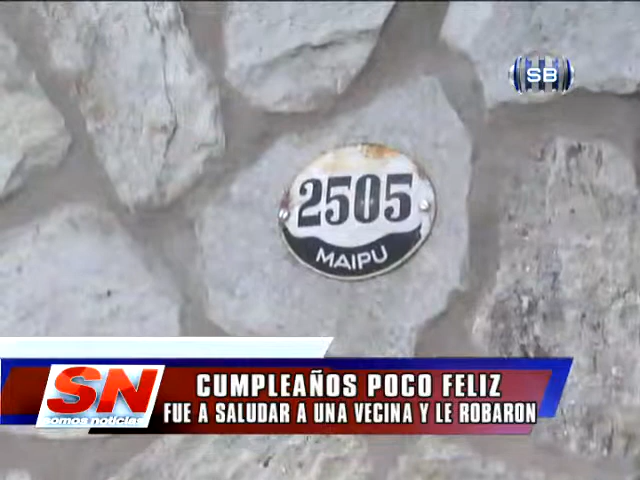 SB
2505
MAIPU
CUMPLEAÑOS POCO FELIZ
SN
somos noticias
FUE A SALUDAR A UNA VECINA Y LE ROBARON